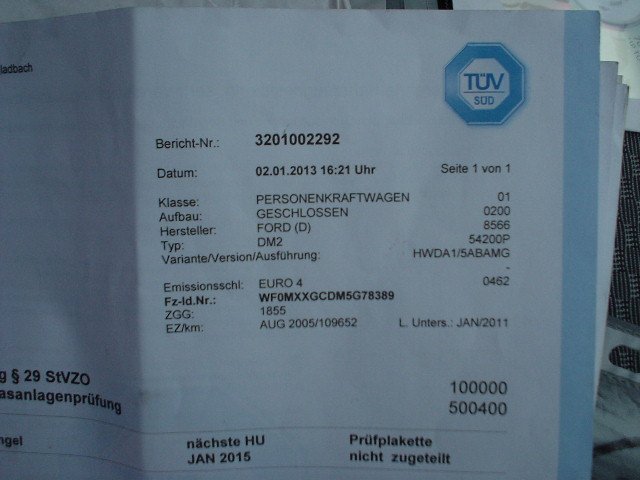 ladbach
TÜV
SÜD
Bericht-Nr.: 3201002292
Datum: 02.01.2013 16:21 Uhr Seite 1 von 1
Klasse: PERSONENKRAFTWAGEN 01
Aufbau: GESCHLOSSEN 0200
Hersteller: FORD (D) 8566
Typ: DM2 54200P
Variante/Version/Ausführung: HWDA1/5ABAMG
-
Emissionsschl: EURO 4 0462
Fz-Id.Nr.: WF0MXXGCDM5G78389
ZGG: 1855
EZ/km: AUG 2005/109652 L. Unters.: JAN/2011
g § 29 StVZO 100000
asanlagenprüfung 500400
ngel nächste HU Prüfplakette
JAN 2015 nicht zugeteilt